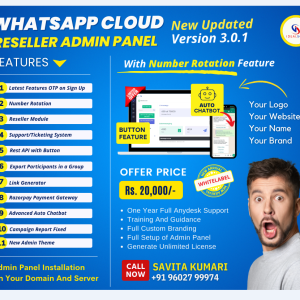 WHATSAPP CLOUD
RESELLER ADMIN PANEL
New Updated
Version 3.0.1
FEATURES
1 Latest Features OTP on Sign Up
2 Number Rotation
3 Reseller Module
4 Support/Ticketing System
5 Rest API with Button
6 Export Participants in a Group
7 Link Generator
8 Razorpay Payment Gateway
9 Advanced Auto Chatbot
10 Campaign Report Fixed
11 New Admin Theme
Admin Panel Installation
On Your Domain And Server
With Number Rotation Feature
AUTO
CHATBOT
BUTTON
FEATURE
Your Logo
Your Website
Your Name
Your Brand
OFFER PRICE
Rs. 20,000/-
WHITELABEL
One Year Full Anydesk Support
Training And Guidance
Full Custom Branding
Full Setup of Admin Panel
Generate Unlimited License
CALL
NOW
SAVITA KUMARI
+91 96027 99974